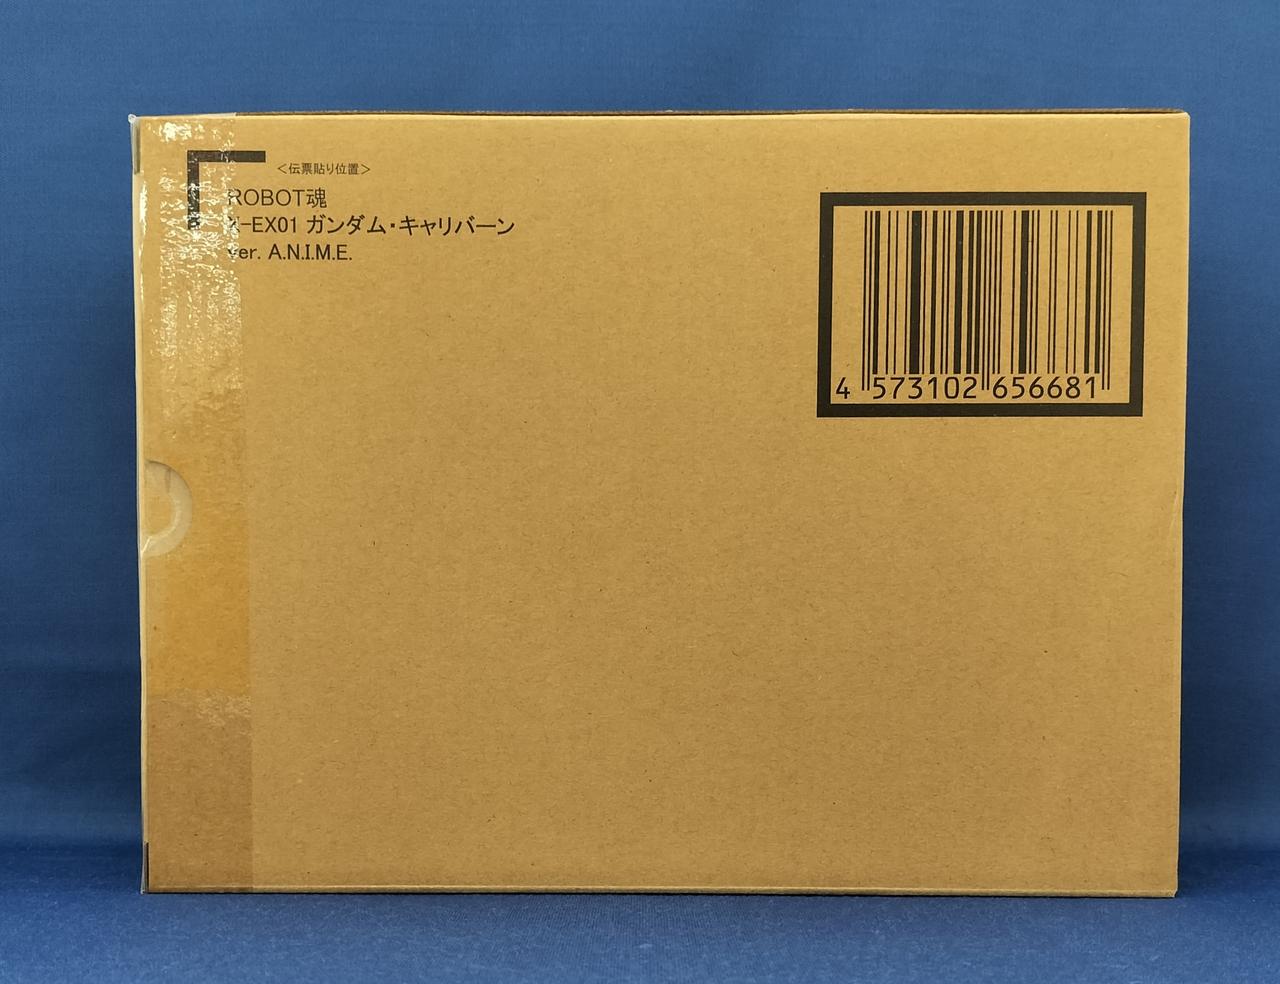 <伝票貼り位置>
ROBOT魂
X-EX01 ガンダム・キャリバーン
ver. A.N.I.M.E.
4 573102 656681